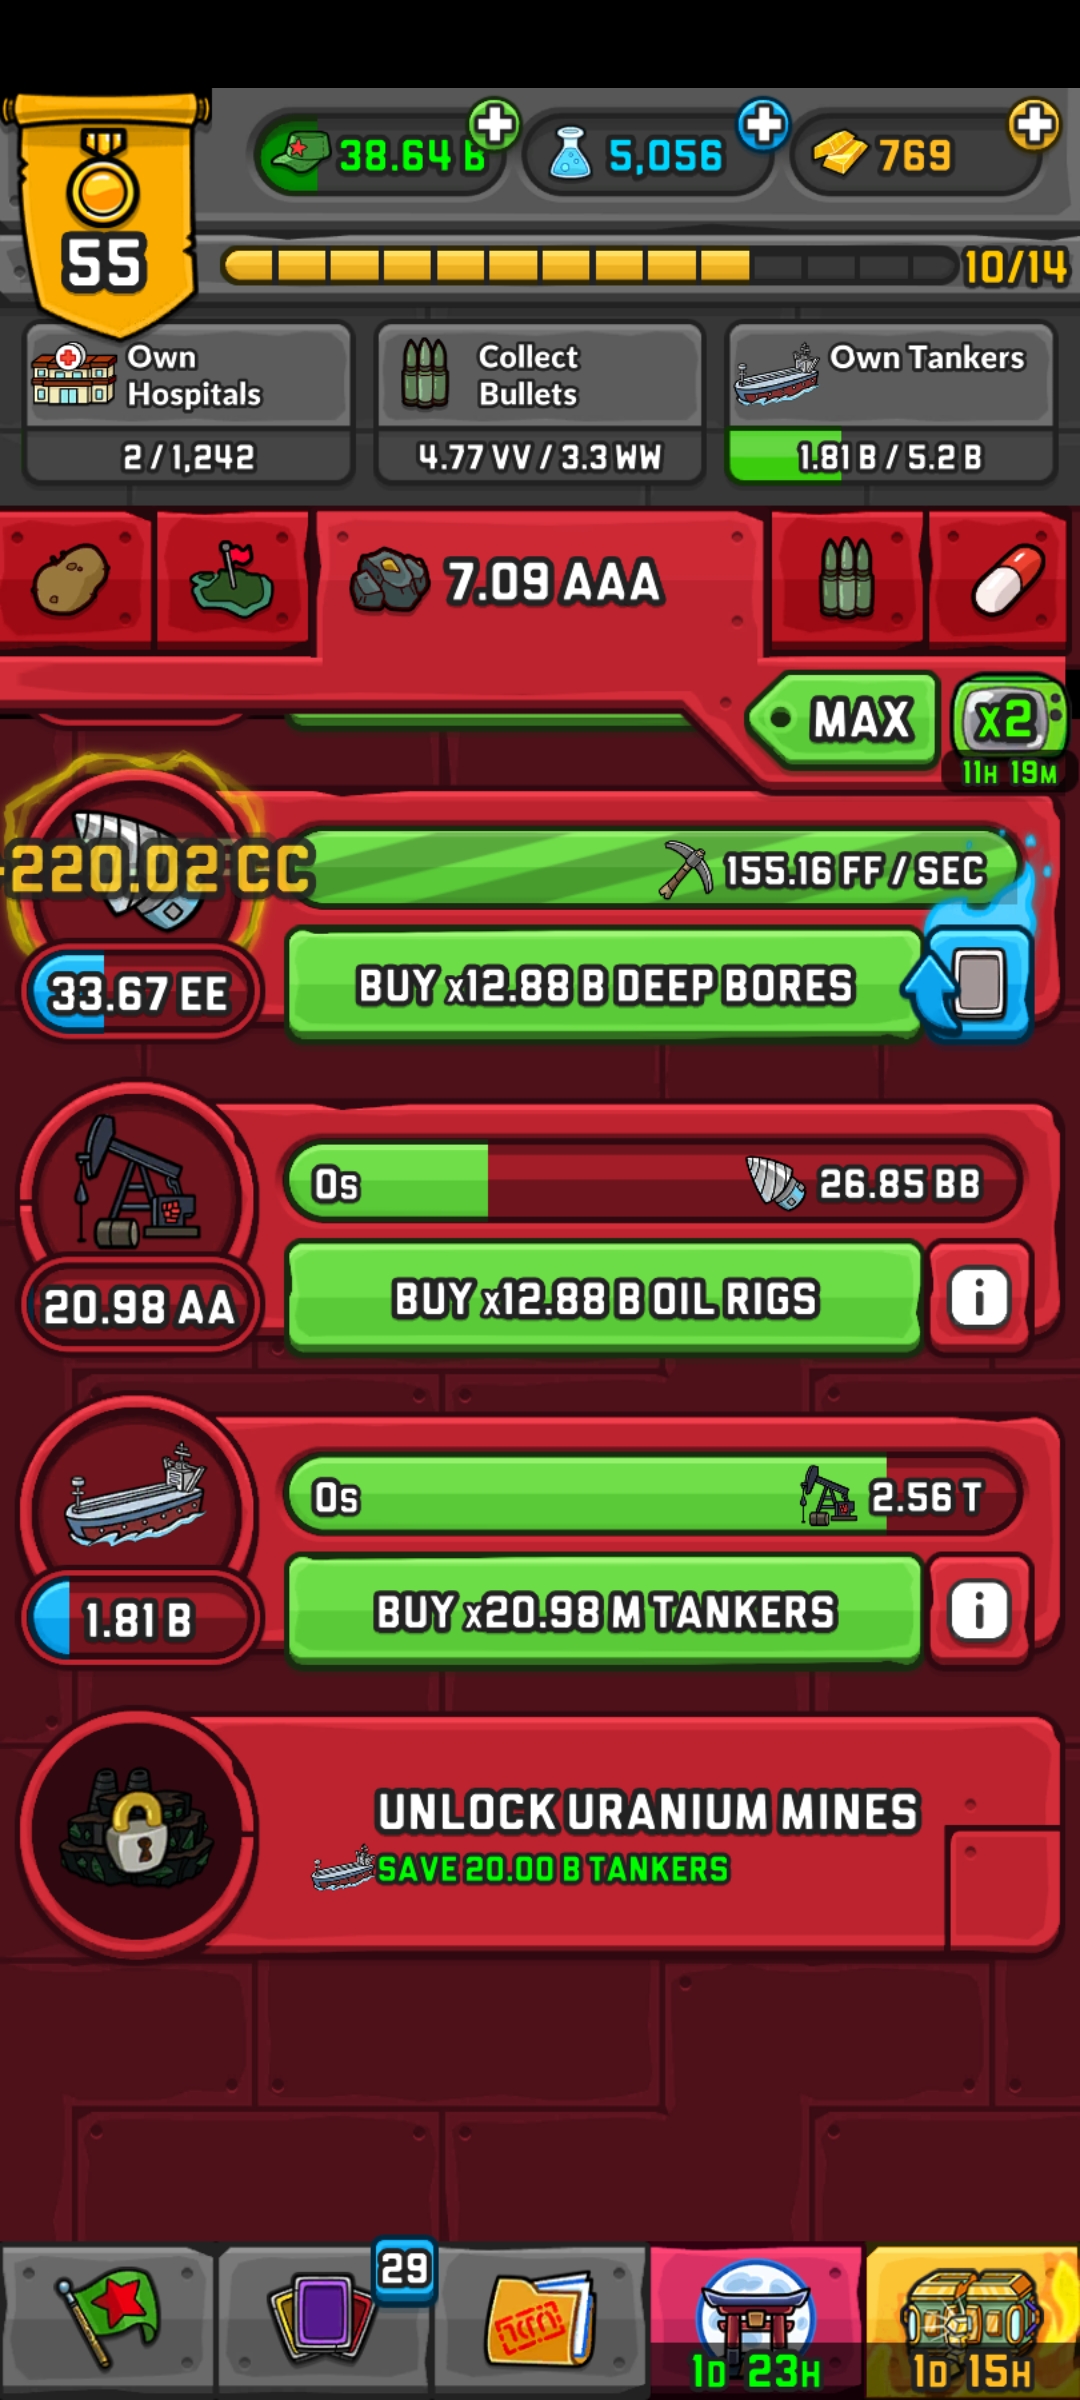 55
38.64 B
5,056
769
10/14
Own
Hospitals
2 / 1,242
Collect
Bullets
4.77 VV / 3.3 WW
Own Tankers
1.81 B / 5.2 B
7.09 AAA
MAX
x2
11H 19M
-220.02 CC
155.16 FF / SEC
33.67 EE
BUY x12.88 B DEEP BORES
0s
26.85 BB
20.98 AA
BUY x12.88 B OIL RIGS
i
0s
2.56 T
1.81 B
BUY x20.98 M TANKERS
i
UNLOCK URANIUM MINES
SAVE 20.00 B TANKERS
29
1D 23H
1D 15H